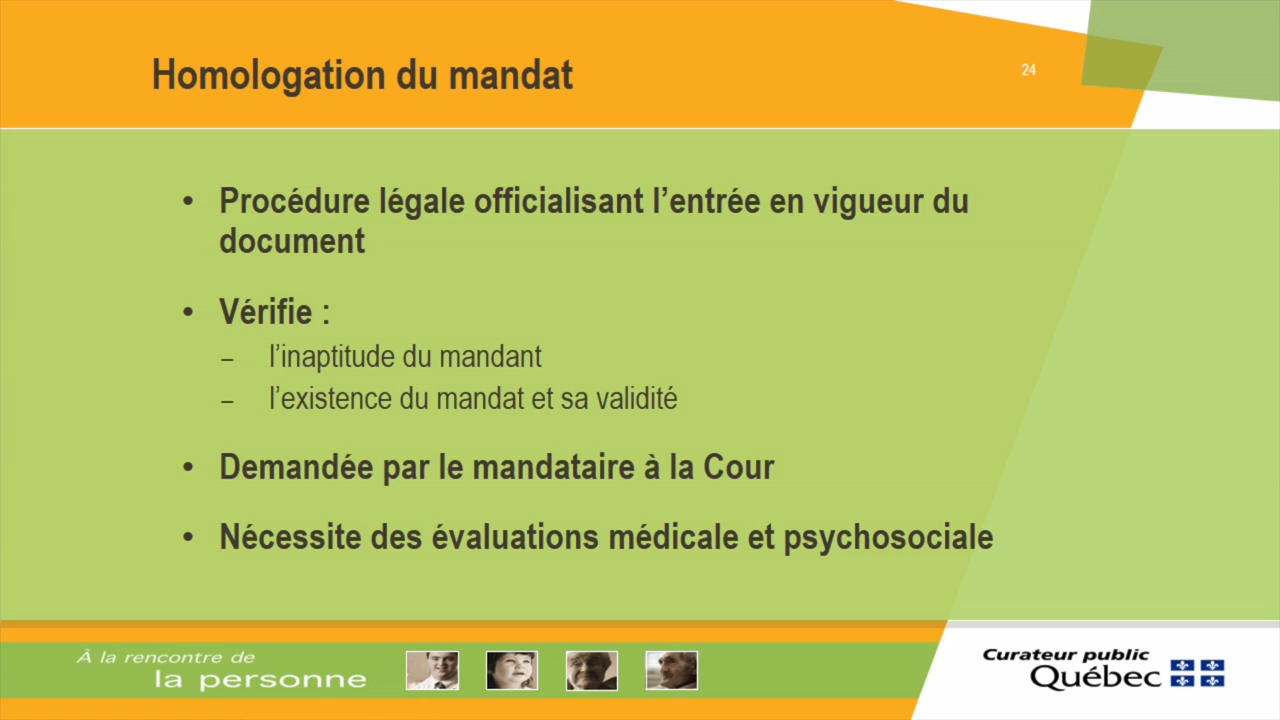 Homologation du mandat
24
• Procédure légale officialisant l’entrée en vigueur du
document
• Vérifie :
– l’inaptitude du mandant
– l’existence du mandat et sa validité
• Demandée par le mandataire à la Cour
• Nécessite des évaluations médicale et psychosociale
À la rencontre de
la personne
Curateur public
Québec